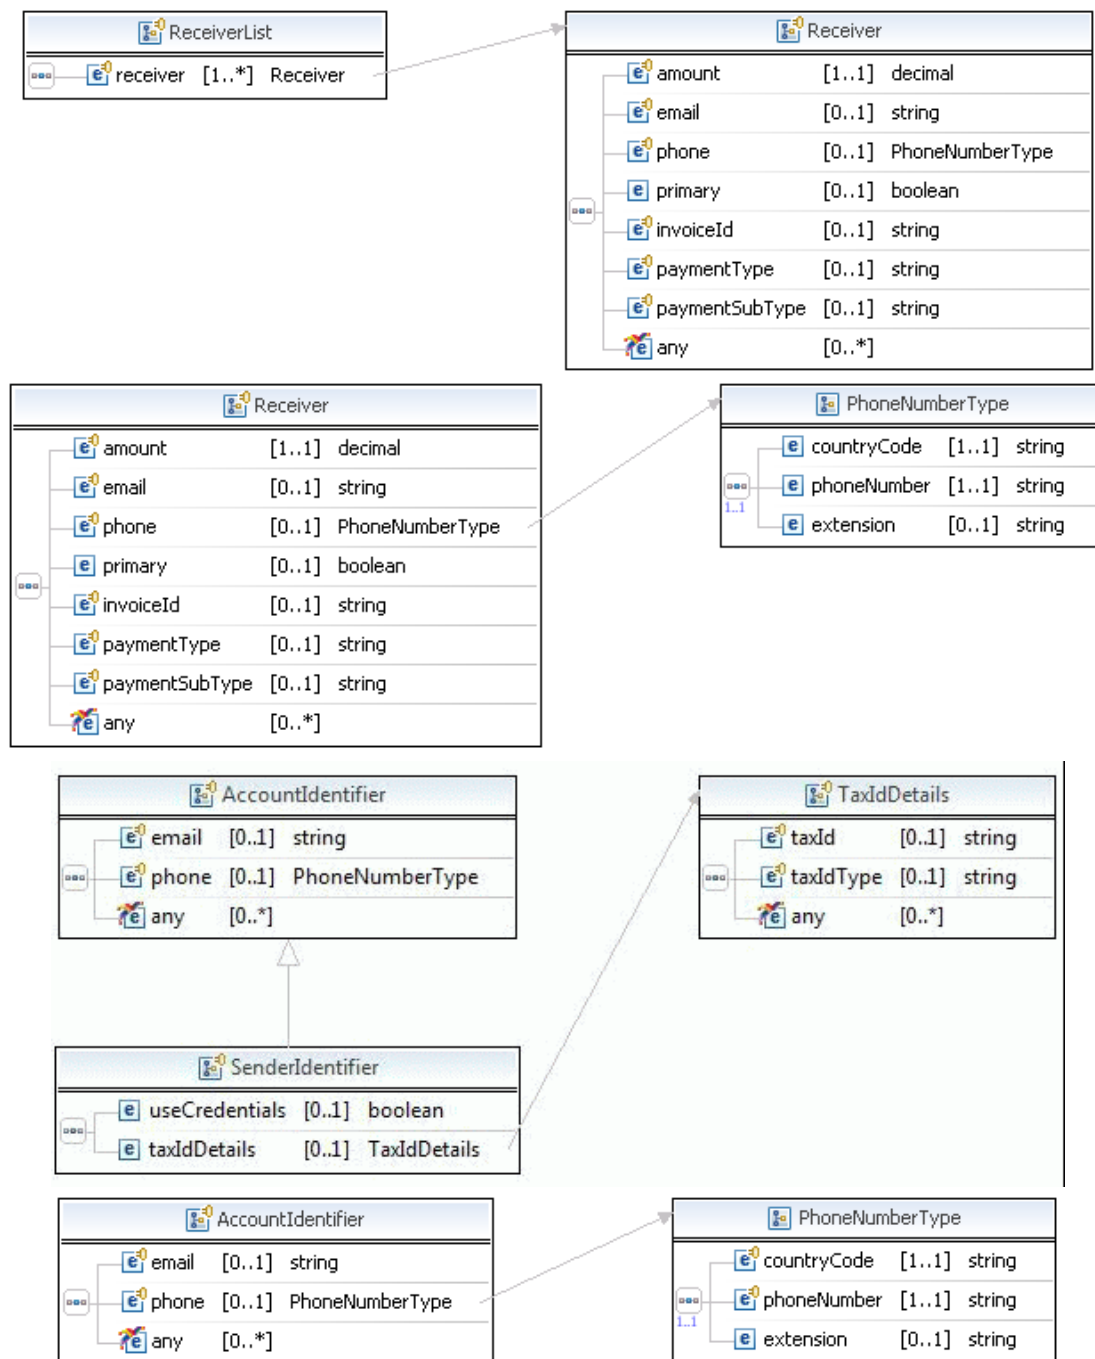 ReceiverList
receiver [1..*] Receiver
Receiver
amount [1..1] decimal
email [0..1] string
phone [0..1] PhoneNumberType
primary [0..1] boolean
invoiceId [0..1] string
paymentType [0..1] string
paymentSubType [0..1] string
any [0..*]
Receiver
amount [1..1] decimal
email [0..1] string
phone [0..1] PhoneNumberType
primary [0..1] boolean
invoiceId [0..1] string
paymentType [0..1] string
paymentSubType [0..1] string
any [0..*]
PhoneNumberType
countryCode [1..1] string
phoneNumber [1..1] string
1..1
extension [0..1] string
AccountIdentifier
email [0..1] string
phone [0..1] PhoneNumberType
any [0..*]
TaxIdDetails
taxId [0..1] string
taxIdType [0..1] string
any [0..*]
SenderIdentifier
useCredentials [0..1] boolean
taxIdDetails [0..1] TaxIdDetails
AccountIdentifier
email [0..1] string
phone [0..1] PhoneNumberType
any [0..*]
PhoneNumberType
countryCode [1..1] string
phoneNumber [1..1] string
1..1
extension [0..1] string